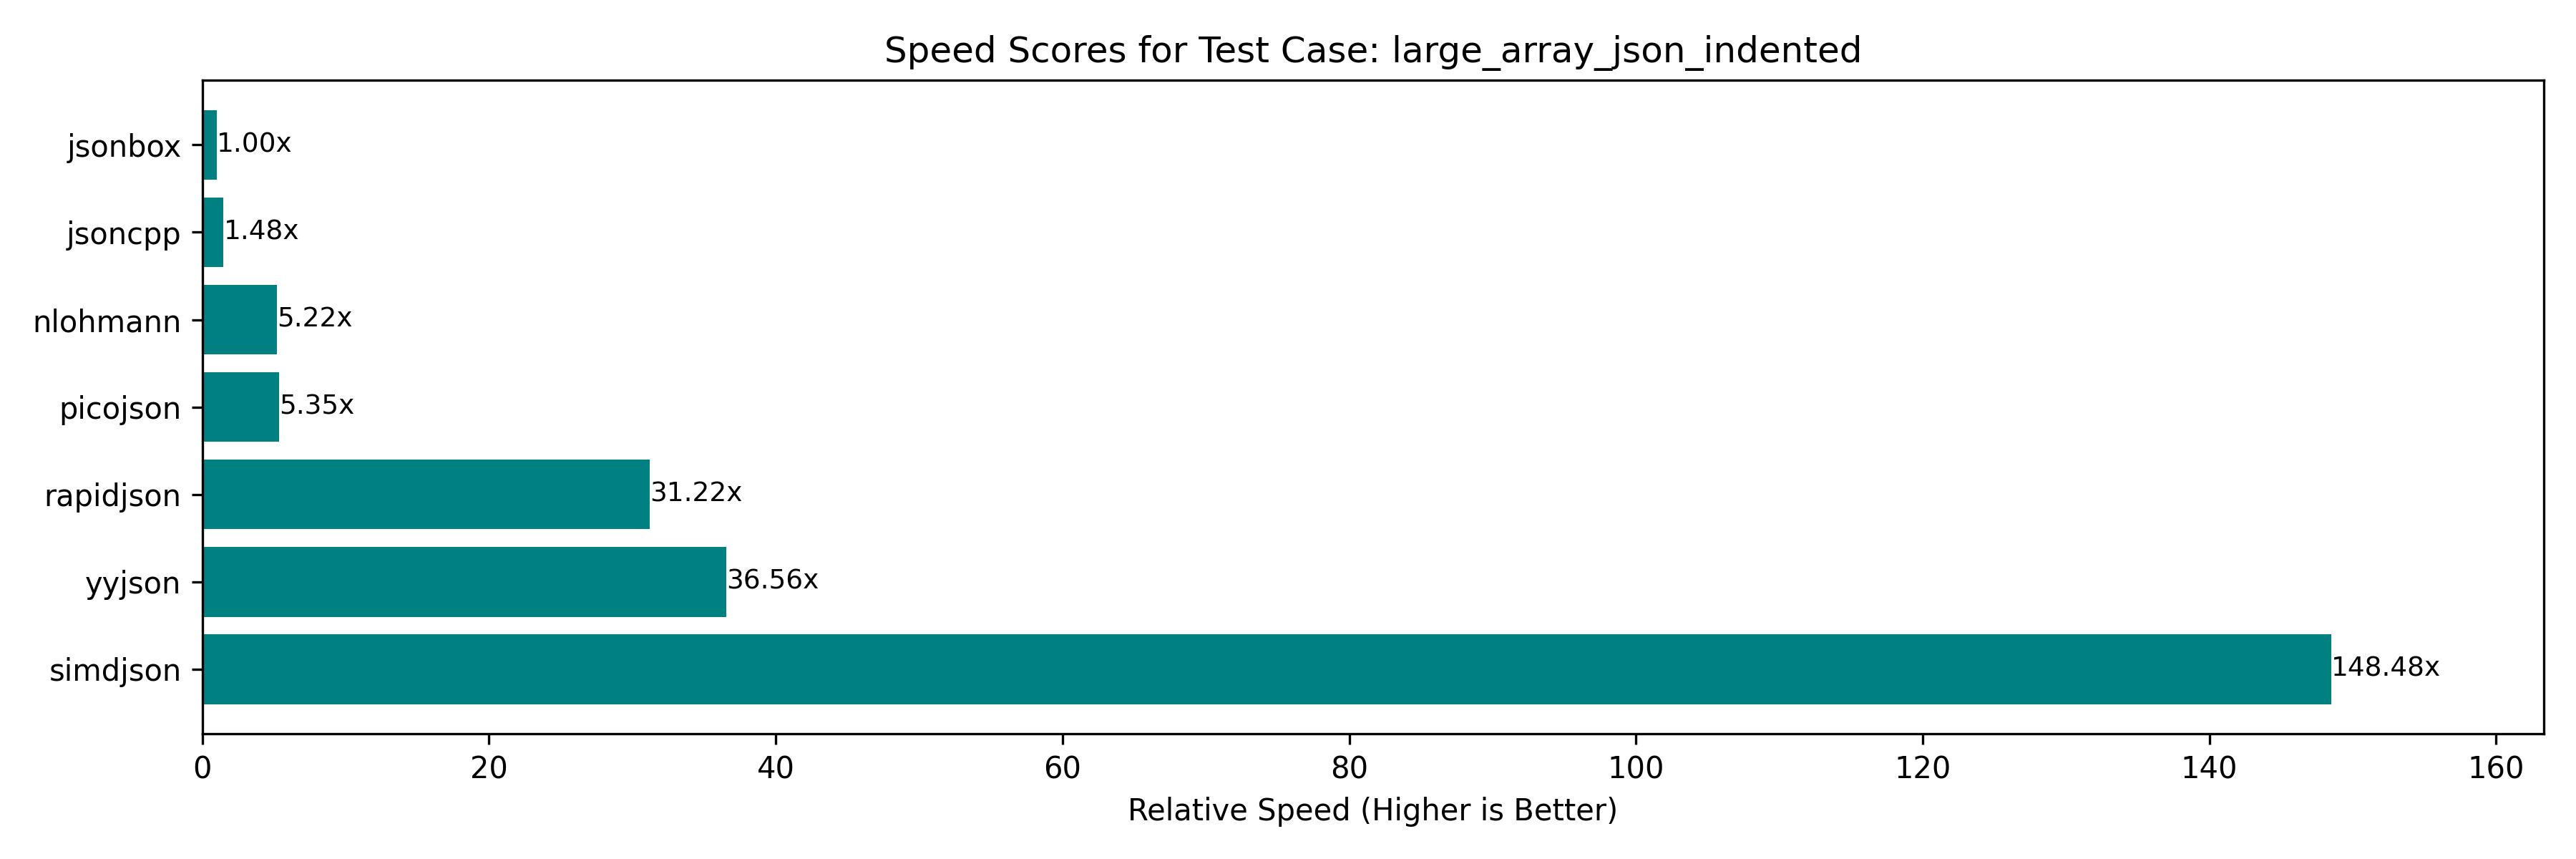 Speed Scores for Test Case: large_array_json_indented
jsonbox 1.00x
jsoncpp 1.48x
nlohmann 5.22x
picojson 5.35x
rapidjson 31.22x
yyjson 36.56x
simdjson 148.48x
0 20 40 60 80 100 120 140 160
Relative Speed (Higher is Better)